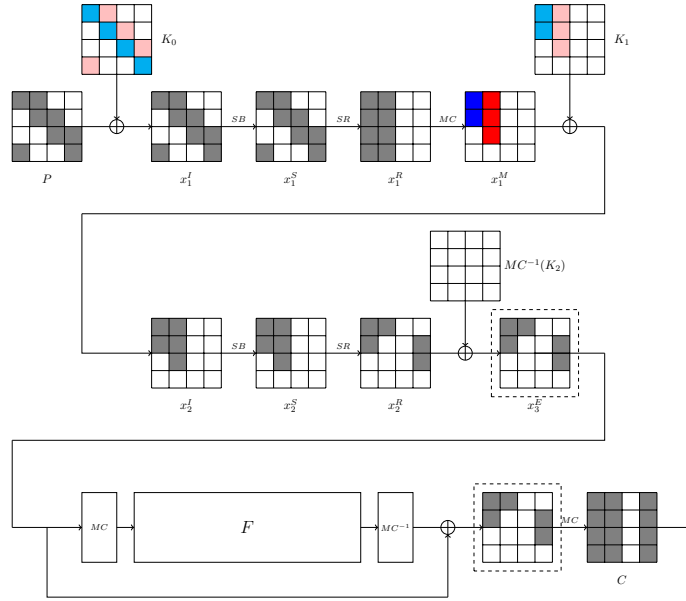 $K_0$ $K_1$
SB SR MC
$P$ $x_1^I$ $x_1^S$ $x_1^R$ $x_1^M$
$MC^{-1}(K_2)$
SB SR
$x_2^I$ $x_2^S$ $x_2^R$ $x_3^E$
MC $F$ $MC^{-1}$ MC
$C$